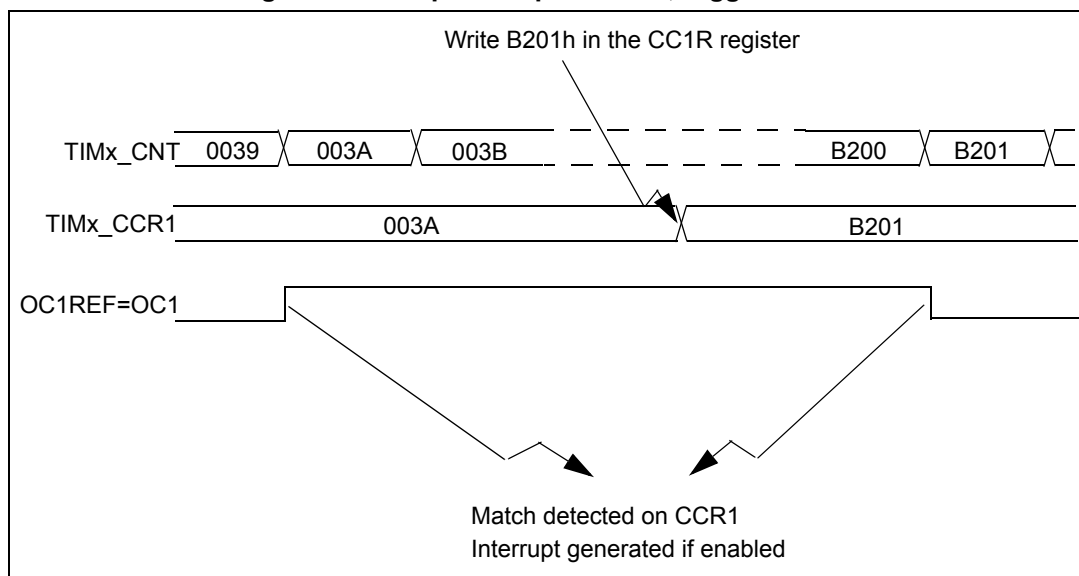 Write B201h in the CC1R register
TIMx_CNT 0039 003A 003B B200 B201
TIMx_CCR1 003A B201
OC1REF=OC1
Match detected on CCR1
Interrupt generated if enabled